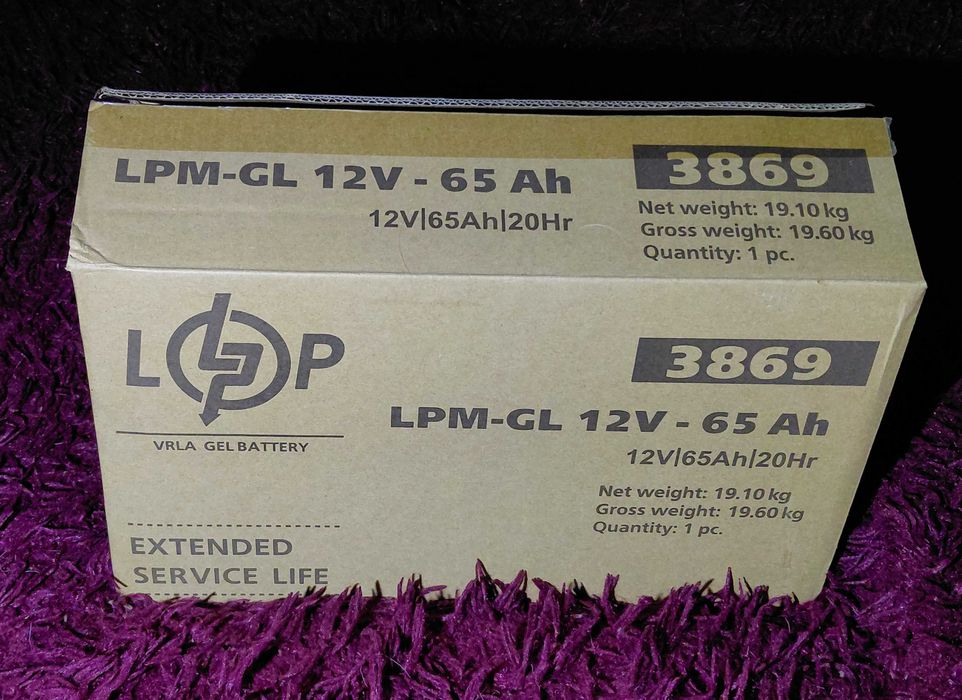 LPM-GL 12V - 65 Ah
12V|65Ah|20Hr
3869
Net weight: 19.10 kg
Gross weight: 19.60 kg
Quantity: 1 pc.
L P
VRLA GEL BATTERY
EXTENDED
SERVICE LIFE
3869
LPM-GL 12V - 65 Ah
12V|65Ah|20Hr
Net weight: 19.10 kg
Gross weight: 19.60 kg
Quantity: 1 pc.